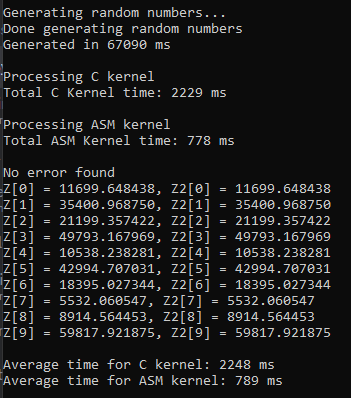 Generating random numbers...
Done generating random numbers
Generated in 67090 ms
Processing C kernel
Total C Kernel time: 2229 ms
Processing ASM kernel
Total ASM Kernel time: 778 ms
No error found
Z[0] = 11699.648438, Z2[0] = 11699.648438
Z[1] = 35400.968750, Z2[1] = 35400.968750
Z[2] = 21199.357422, Z2[2] = 21199.357422
Z[3] = 49793.167969, Z2[3] = 49793.167969
Z[4] = 10538.238281, Z2[4] = 10538.238281
Z[5] = 42994.707031, Z2[5] = 42994.707031
Z[6] = 18395.027344, Z2[6] = 18395.027344
Z[7] = 5532.060547, Z2[7] = 5532.060547
Z[8] = 8914.564453, Z2[8] = 8914.564453
Z[9] = 59817.921875, Z2[9] = 59817.921875
Average time for C kernel: 2248 ms
Average time for ASM kernel: 789 ms